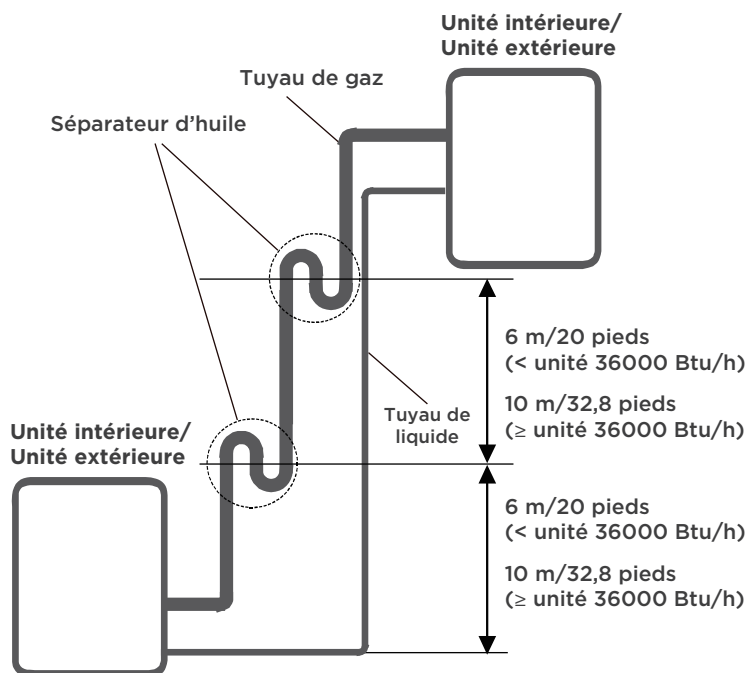 Unité intérieure/
Unité extérieure
Tuyau de gaz
Séparateur d’huile
6 m/20 pieds
(< unité 36000 Btu/h)
10 m/32,8 pieds
(≥ unité 36000 Btu/h)
Tuyau de
liquide
Unité intérieure/
Unité extérieure
6 m/20 pieds
(< unité 36000 Btu/h)
10 m/32,8 pieds
(≥ unité 36000 Btu/h)